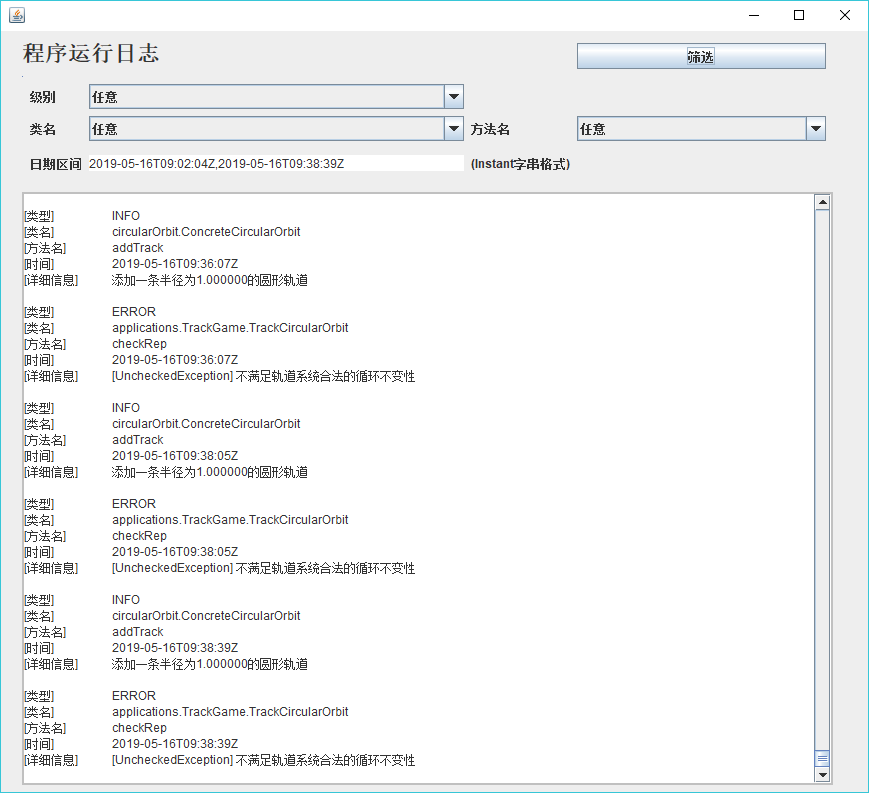 程序运行日志
筛选
级别 任意
类名 任意 方法名 任意
日期区间 2019-05-16T09:02:04Z,2019-05-16T09:38:39Z (Instant字串格式)
[类型] INFO
[类名] circularOrbit.ConcreteCircularOrbit
[方法名] addTrack
[时间] 2019-05-16T09:36:07Z
[详细信息] 添加一条半径为1.000000的圆形轨道
[类型] ERROR
[类名] applications.TrackGame.TrackCircularOrbit
[方法名] checkRep
[时间] 2019-05-16T09:36:07Z
[详细信息] [UncheckedException] 不满足轨道系统合法的循环不变性
[类型] INFO
[类名] circularOrbit.ConcreteCircularOrbit
[方法名] addTrack
[时间] 2019-05-16T09:38:05Z
[详细信息] 添加一条半径为1.000000的圆形轨道
[类型] ERROR
[类名] applications.TrackGame.TrackCircularOrbit
[方法名] checkRep
[时间] 2019-05-16T09:38:05Z
[详细信息] [UncheckedException] 不满足轨道系统合法的循环不变性
[类型] INFO
[类名] circularOrbit.ConcreteCircularOrbit
[方法名] addTrack
[时间] 2019-05-16T09:38:39Z
[详细信息] 添加一条半径为1.000000的圆形轨道
[类型] ERROR
[类名] applications.TrackGame.TrackCircularOrbit
[方法名] checkRep
[时间] 2019-05-16T09:38:39Z
[详细信息] [UncheckedException] 不满足轨道系统合法的循环不变性